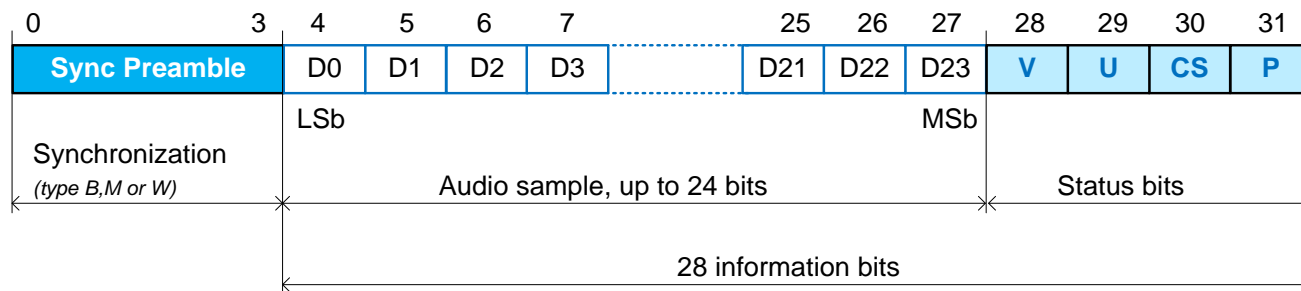 0 3 4 5 6 7 25 26 27 28 29 30 31
Sync Preamble D0 D1 D2 D3 D21 D22 D23 V U CS P
LSb MSb
Synchronization
(type B,M or W) Audio sample, up to 24 bits Status bits
28 information bits